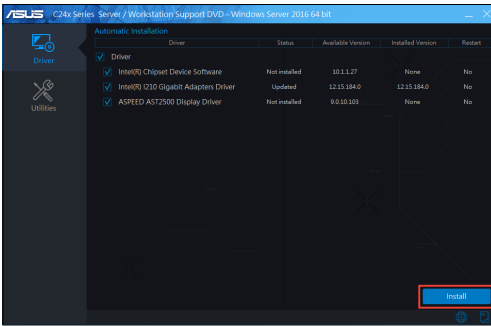 ASUS C24x Series Server / Workstation Support DVD - Windows Server 2016 64 bit
Automatic Installation
Driver Status Available Version Installed Version Restart
Driver
Driver
Intel(R) Chipset Device Software Not installed 10.1.1.27 None No
Intel(R) I210 Gigabit Adapters Driver Updated 12.15.184.0 12.15.184.0 No
ASPEED AST2500 Display Driver Not installed 9.0.10.103 None No
Utilities
Install